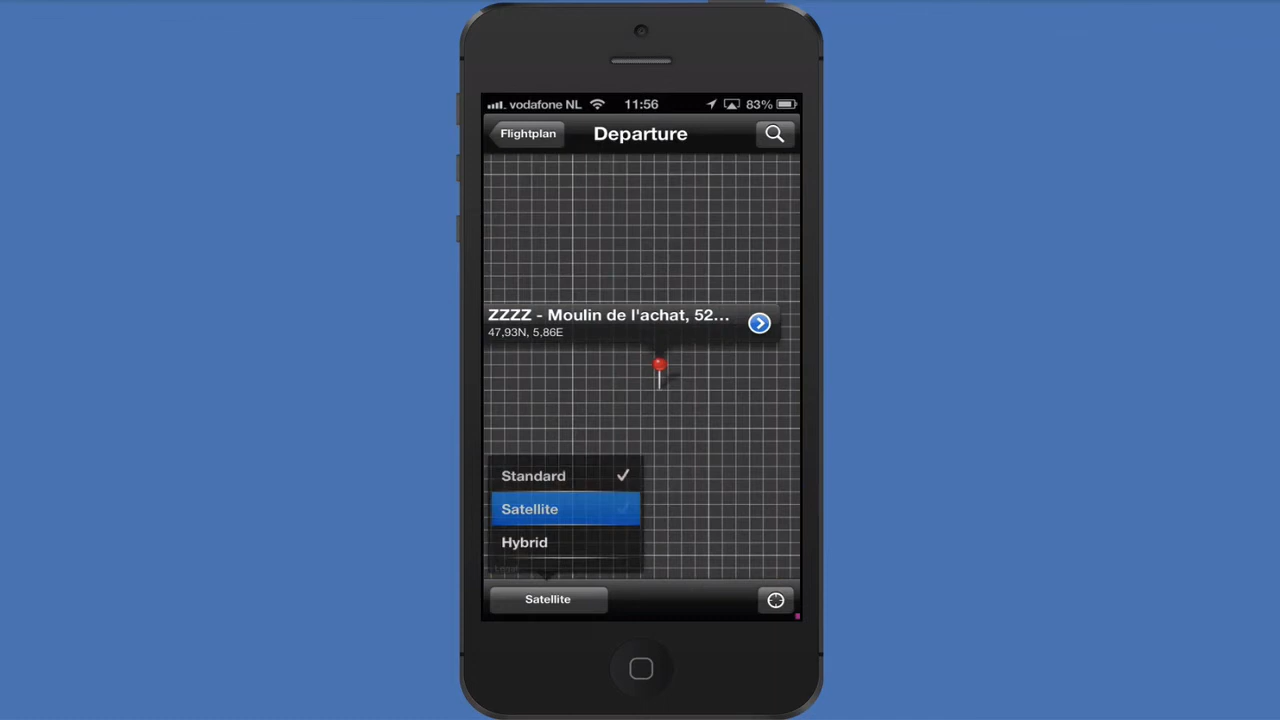 vodafone NL 11:56 83%
Flightplan Departure
ZZZZ - Moulin de l'achat, 52...
47,93N, 5,86E
Standard
Satellite
Hybrid
Legal
Satellite